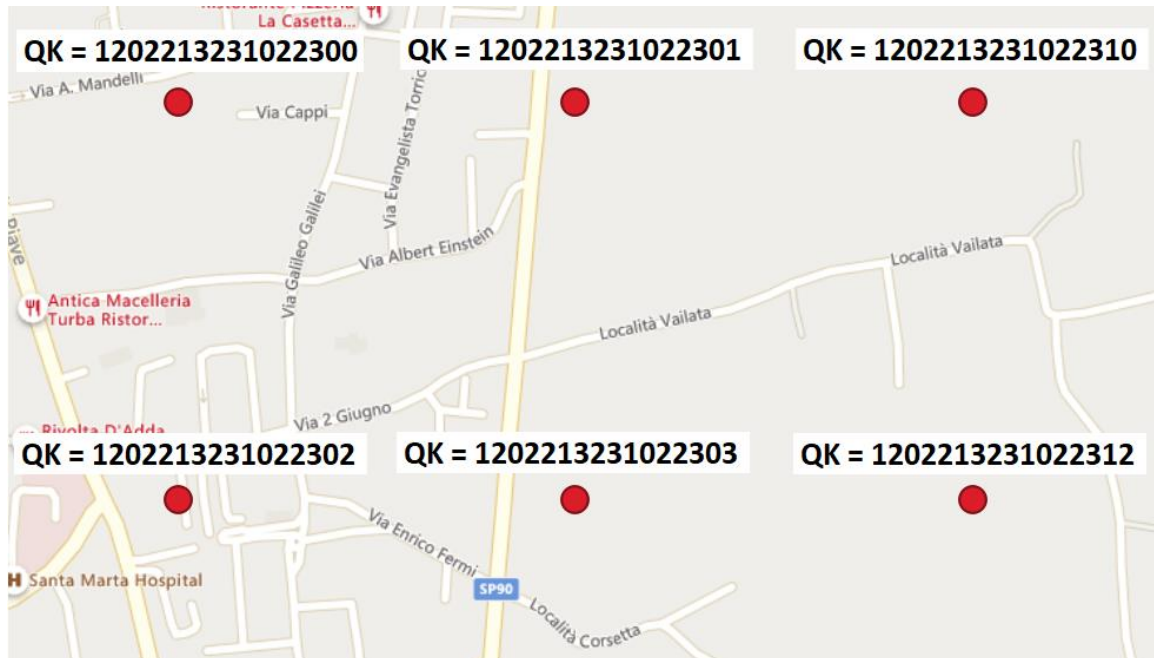 La Casetta...
QK = 1202213231022300
QK = 1202213231022301
QK = 1202213231022310
Via A. Mandelli
Via Cappi
Via Evangelista Torric
Piave
Via Galileo Galilei
Via Albert Einstein
Località Vailata
Antica Macelleria
Turba Ristor...
Località Vailata
Via 2 Giugno
Rivolta D'Adda
QK = 1202213231022302
QK = 1202213231022303
QK = 1202213231022312
Via Enrico Fermi
Santa Marta Hospital
H
SP90
Località Corsetta